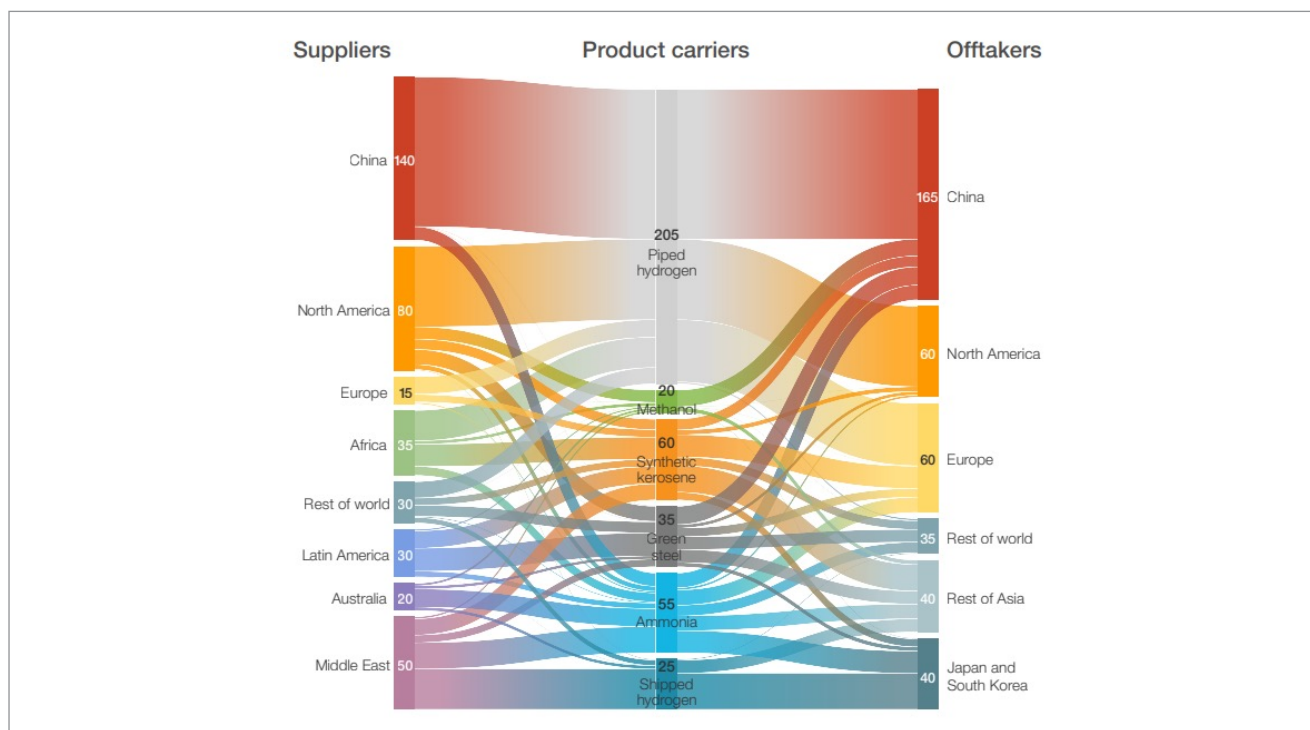 Suppliers
Product carriers
Offtakers
China
140
North America
80
Europe
15
Africa
35
Rest of world
30
Latin America
30
Australia
20
Middle East
50
205
Piped
hydrogen
20
Methanol
60
Synthetic
kerosene
35
Green
steel
55
Ammonia
25
Shipped
hydrogen
165
China
60
North America
60
Europe
35
Rest of world
40
Rest of Asia
40
Japan and
South Korea